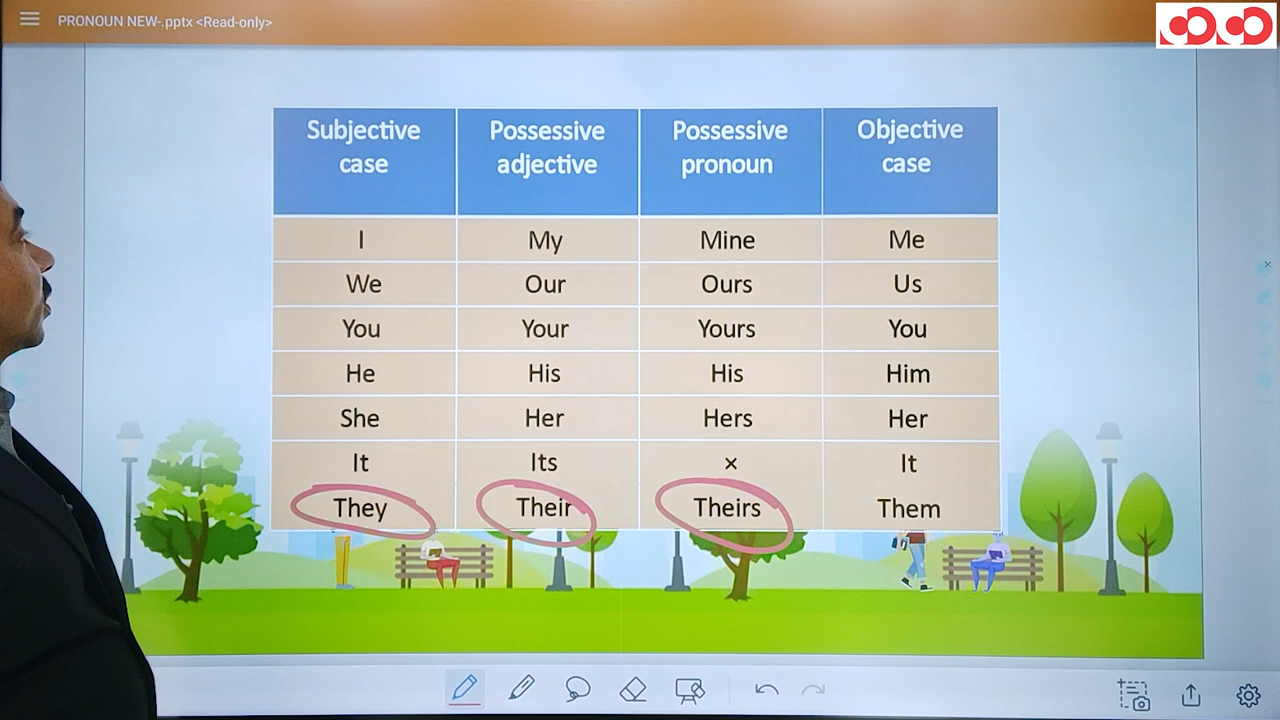 PRONOUN NEW-.pptx <Read-only>
Subjective case Possessive adjective Possessive pronoun Objective case
I My Mine Me
We Our Ours Us
You Your Yours You
He His His Him
She Her Hers Her
It Its × It
They Their Theirs Them